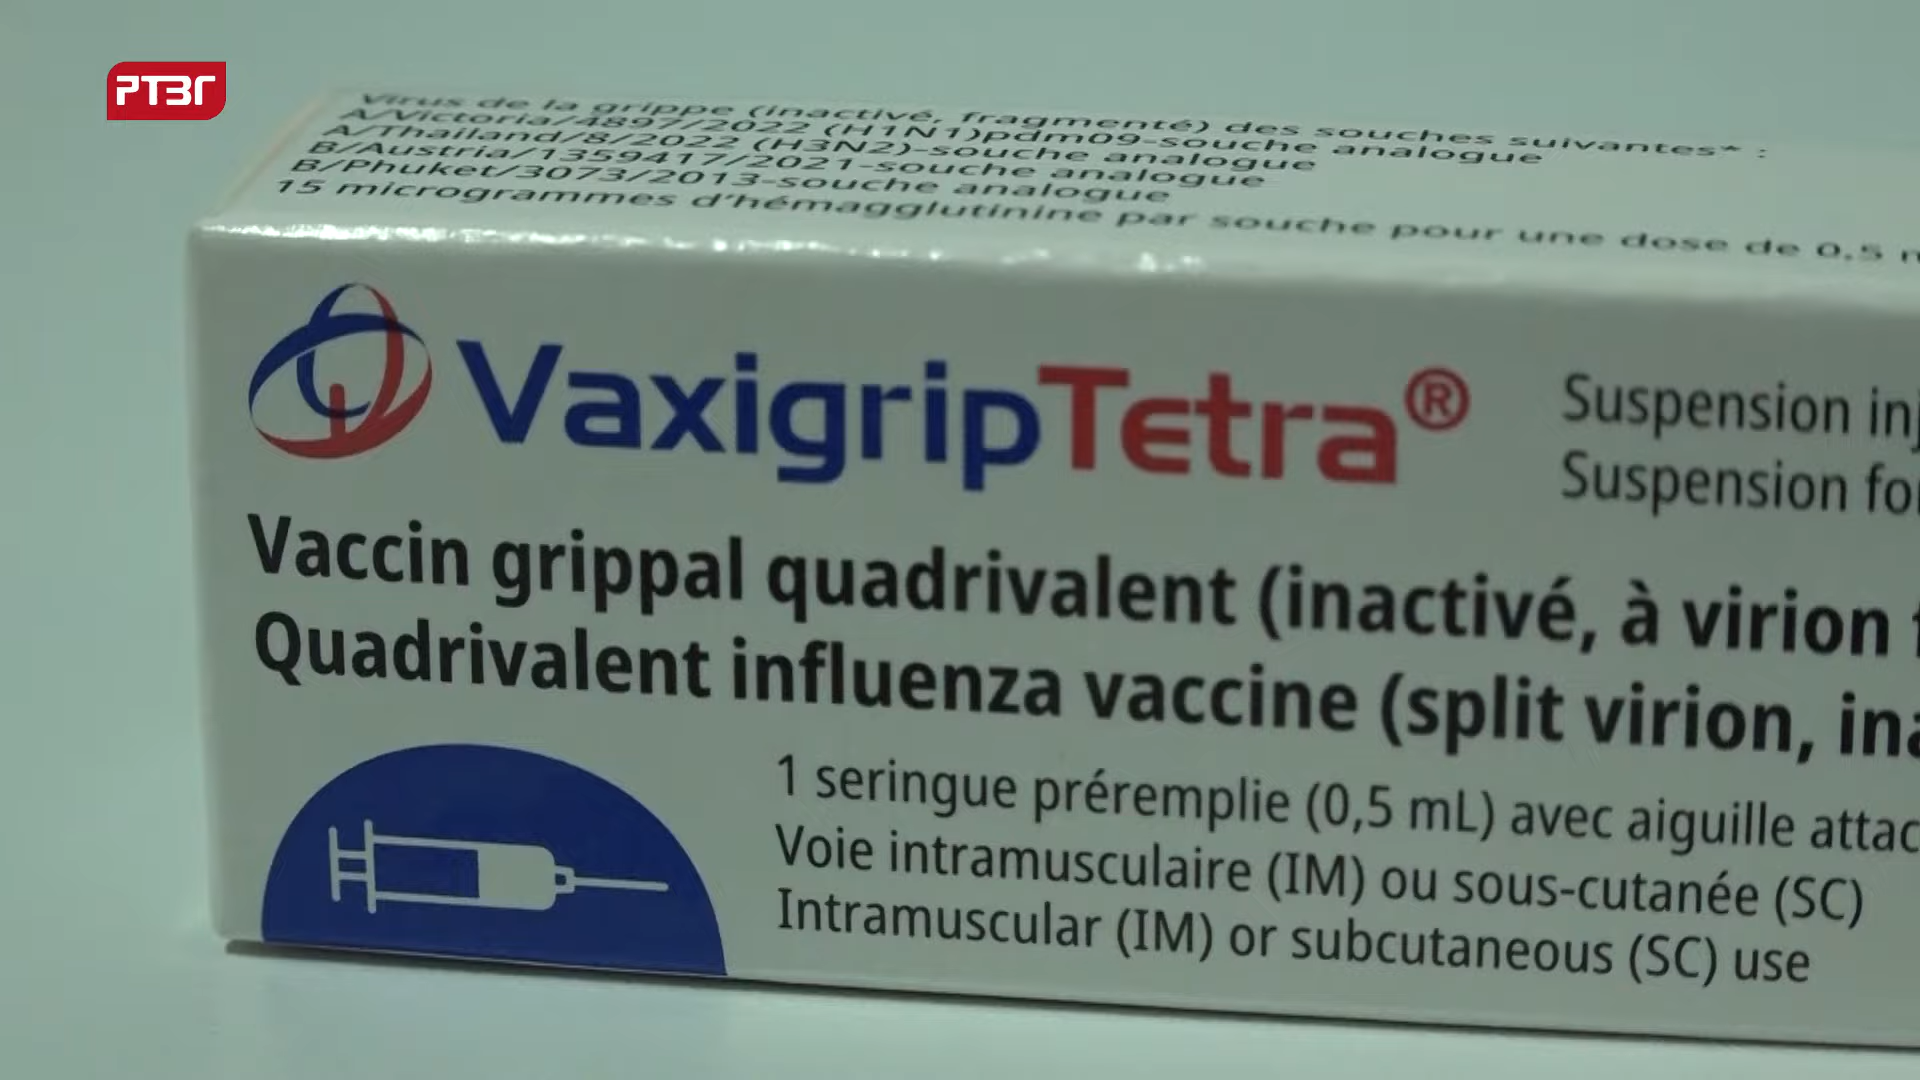 РТВГ
Virus de la grippe (inactivé, fragmenté) des souches suivantes* :
A/Victoria/4897/2022 (H1N1)pdm09-souche analogue
A/Thailand/8/2022 (H3N2)-souche analogue
B/Austria/1359417/2021-souche analogue
B/Phuket/3073/2013-souche analogue
15 microgrammes d'hémagglutinine par souche pour une dose de 0,5
VaxigripTetra®
Suspension inj
Suspension for
Vaccin grippal quadrivalent (inactivé, à virion
Quadrivalent influenza vaccine (split virion, ina
1 seringue préremplie (0,5 mL) avec aiguille attac
Voie intramusculaire (IM) ou sous-cutanée (SC)
Intramuscular (IM) or subcutaneous (SC) use